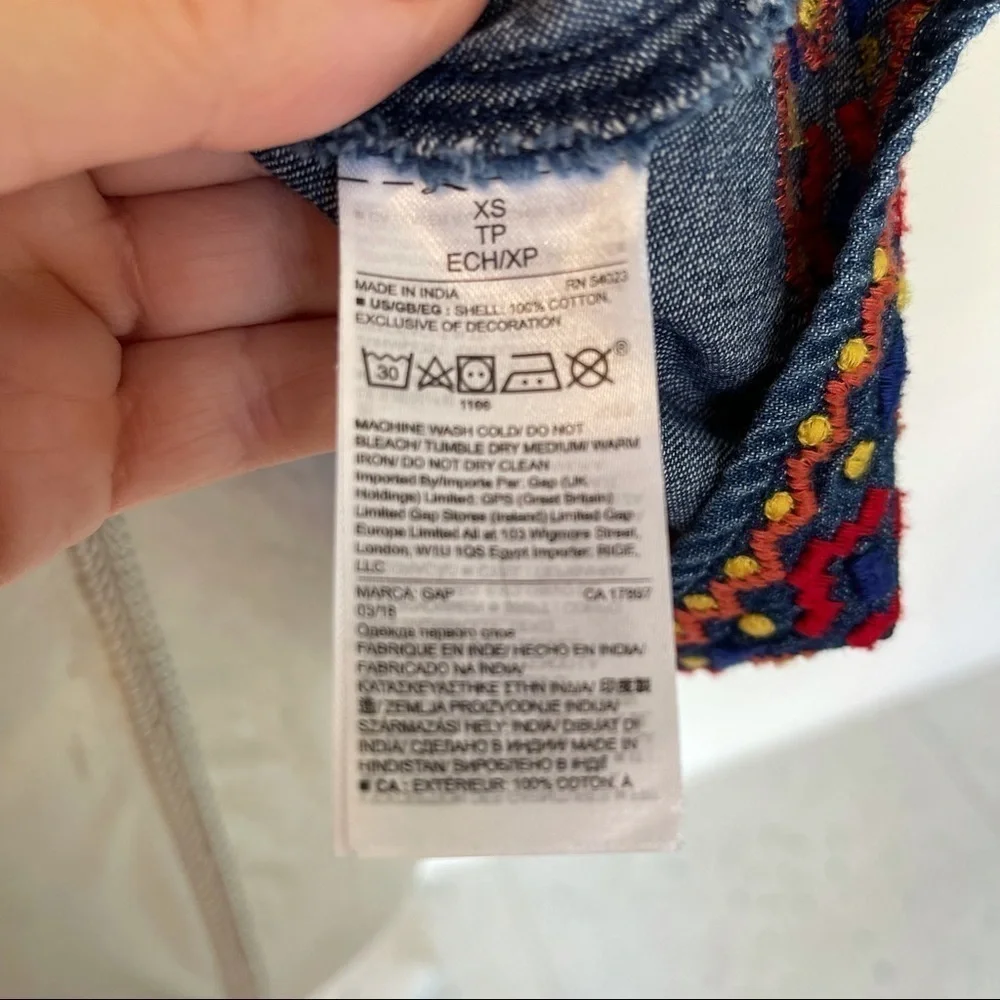 XS
TP
ECH/XP
MADE IN INDIA RN 54023
■ US/GB/EG : SHELL: 100% COTTON,
EXCLUSIVE OF DECORATION
30 ®
1166
MACHINE WASH COLD/ DO NOT
BLEACH/ TUMBLE DRY MEDIUM/ WARM
IRON/ DO NOT DRY CLEAN
Imported By/Importe Par: Gap (UK
Holdings) Limited: GPS (Great Britain)
Limited Gap Stores (Ireland) Limited Gap
Europe Limited All at 103 Wigmore Street,
London, W1U 1QS Egypt Importer: RIGE,
LLC
MARCA: GAP CA 17897
03/18
Одежда первого слоя
FABRIQUE EN INDE/ HECHO EN INDIA/
FABRICADO NA INDIA/
ΚΑΤΑΣΚΕΥΑΣΤΗΚΕ ΣΤΗΝ ΙΝΔΙΑ/ 印度製
造/ ZEMLJA PROIZVODNJE INDIJA/
SZÁRMAZÁSI HELY: INDIA/ DIBUAT DI
INDIA/ СДЕЛАНО В ИНДИИ/ MADE IN
HINDISTAN/ ВИРОБЛЕНО В ІНДІЇ
■ CA : EXTÉRIEUR: 100% COTON, A